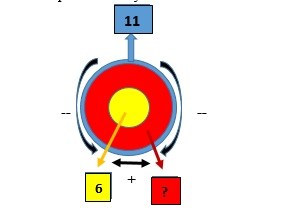 11
-- --
6 + ?